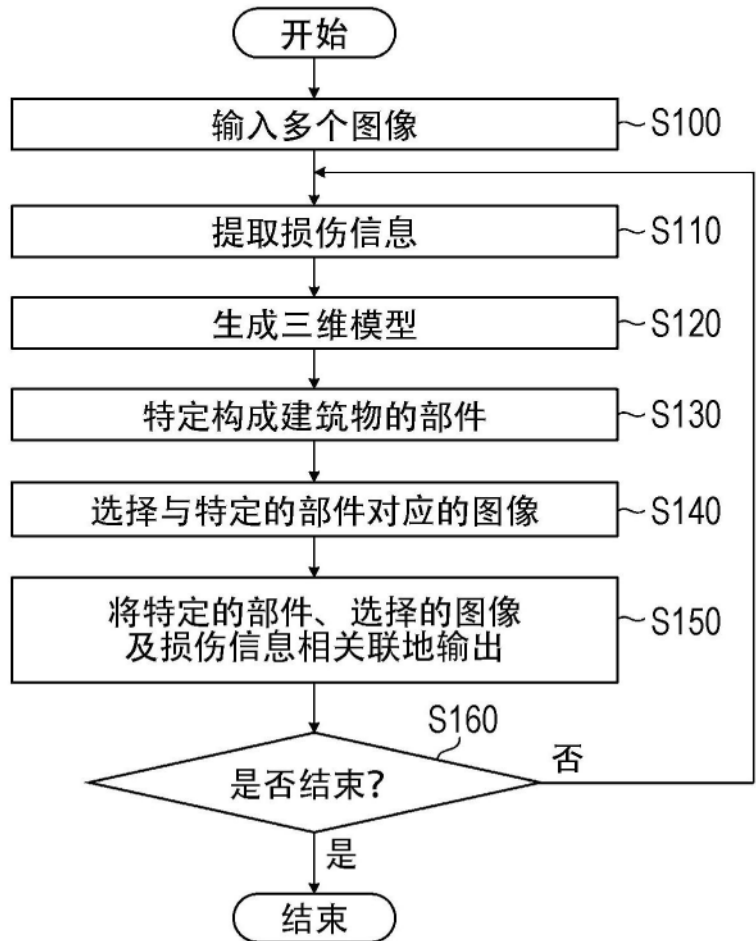 开始
输入多个图像
S100
提取损伤信息
S110
生成三维模型
S120
特定构成建筑物的部件
S130
选择与特定的部件对应的图像
S140
将特定的部件、选择的图像
及损伤信息相关联地输出
S150
S160
是否结束?
否
是
结束